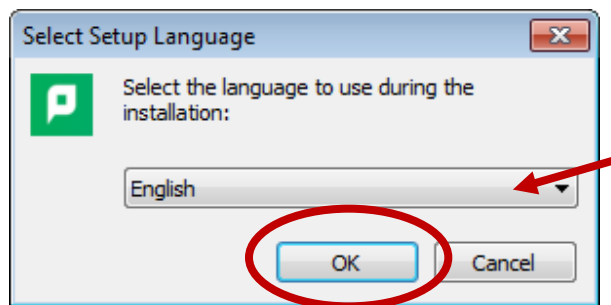 Select Setup Language
Select the language to use during the
installation:
English
OK
Cancel